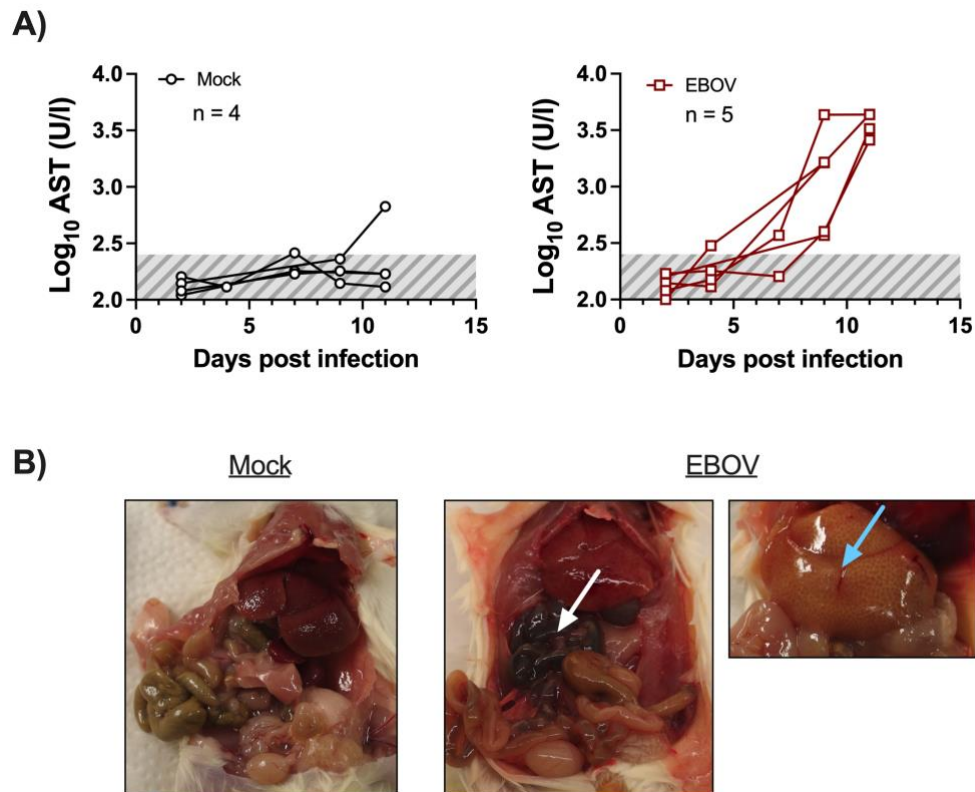 A)
Mock
n = 4
Log10 AST (U/l)
4.0
3.5
3.0
2.5
2.0
0 5 10 15
Days post infection
EBOV
n = 5
Log10 AST (U/l)
4.0
3.5
3.0
2.5
2.0
0 5 10 15
Days post infection
B)
Mock
EBOV